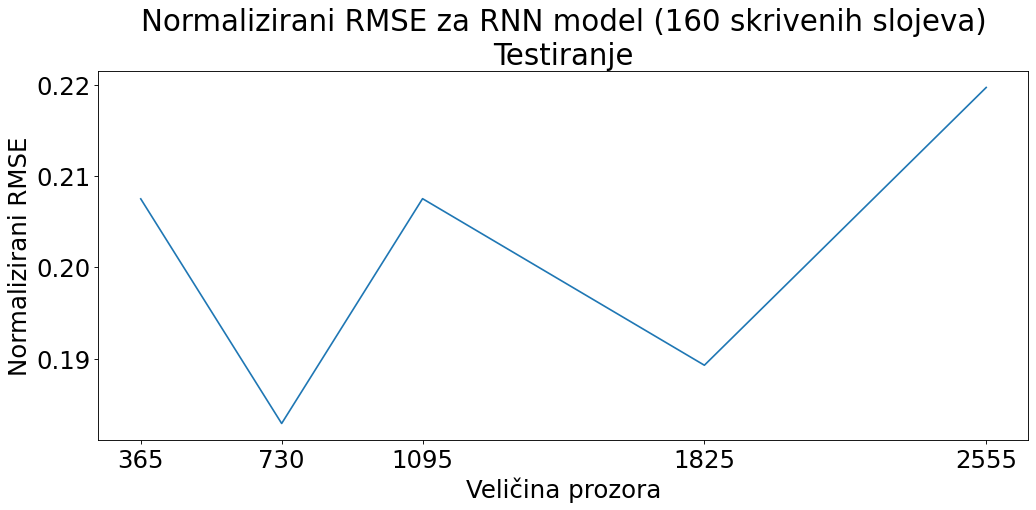 Normalizirani RMSE za RNN model (160 skrivenih slojeva)
Testiranje
Normalizirani RMSE
0.22
0.21
0.20
0.19
365 730 1095 1825 2555
Veličina prozora